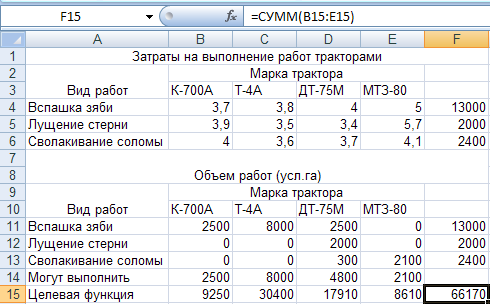 F15 fx =СУММ(B15:E15)
A B C D E F
1 Затраты на выполнение работ тракторами
2 Марка трактора
3 Вид работ К-700А Т-4А ДТ-75М МТЗ-80
4 Вспашка зяби 3,7 3,8 4 5 13000
5 Лущение стерни 3,9 3,5 3,4 5,7 2000
6 Сволакивание соломы 4 3,6 3,7 4,1 2400
7
8 Объем работ (усл.га)
9 Марка трактора
10 Вид работ К-700А Т-4А ДТ-75М МТЗ-80
11 Вспашка зяби 2500 8000 2500 0 13000
12 Лущение стерни 0 0 2000 0 2000
13 Сволакивание соломы 0 0 300 2100 2400
14 Могут выполнить 2500 8000 4800 2100
15 Целевая функция 9250 30400 17910 8610 66170